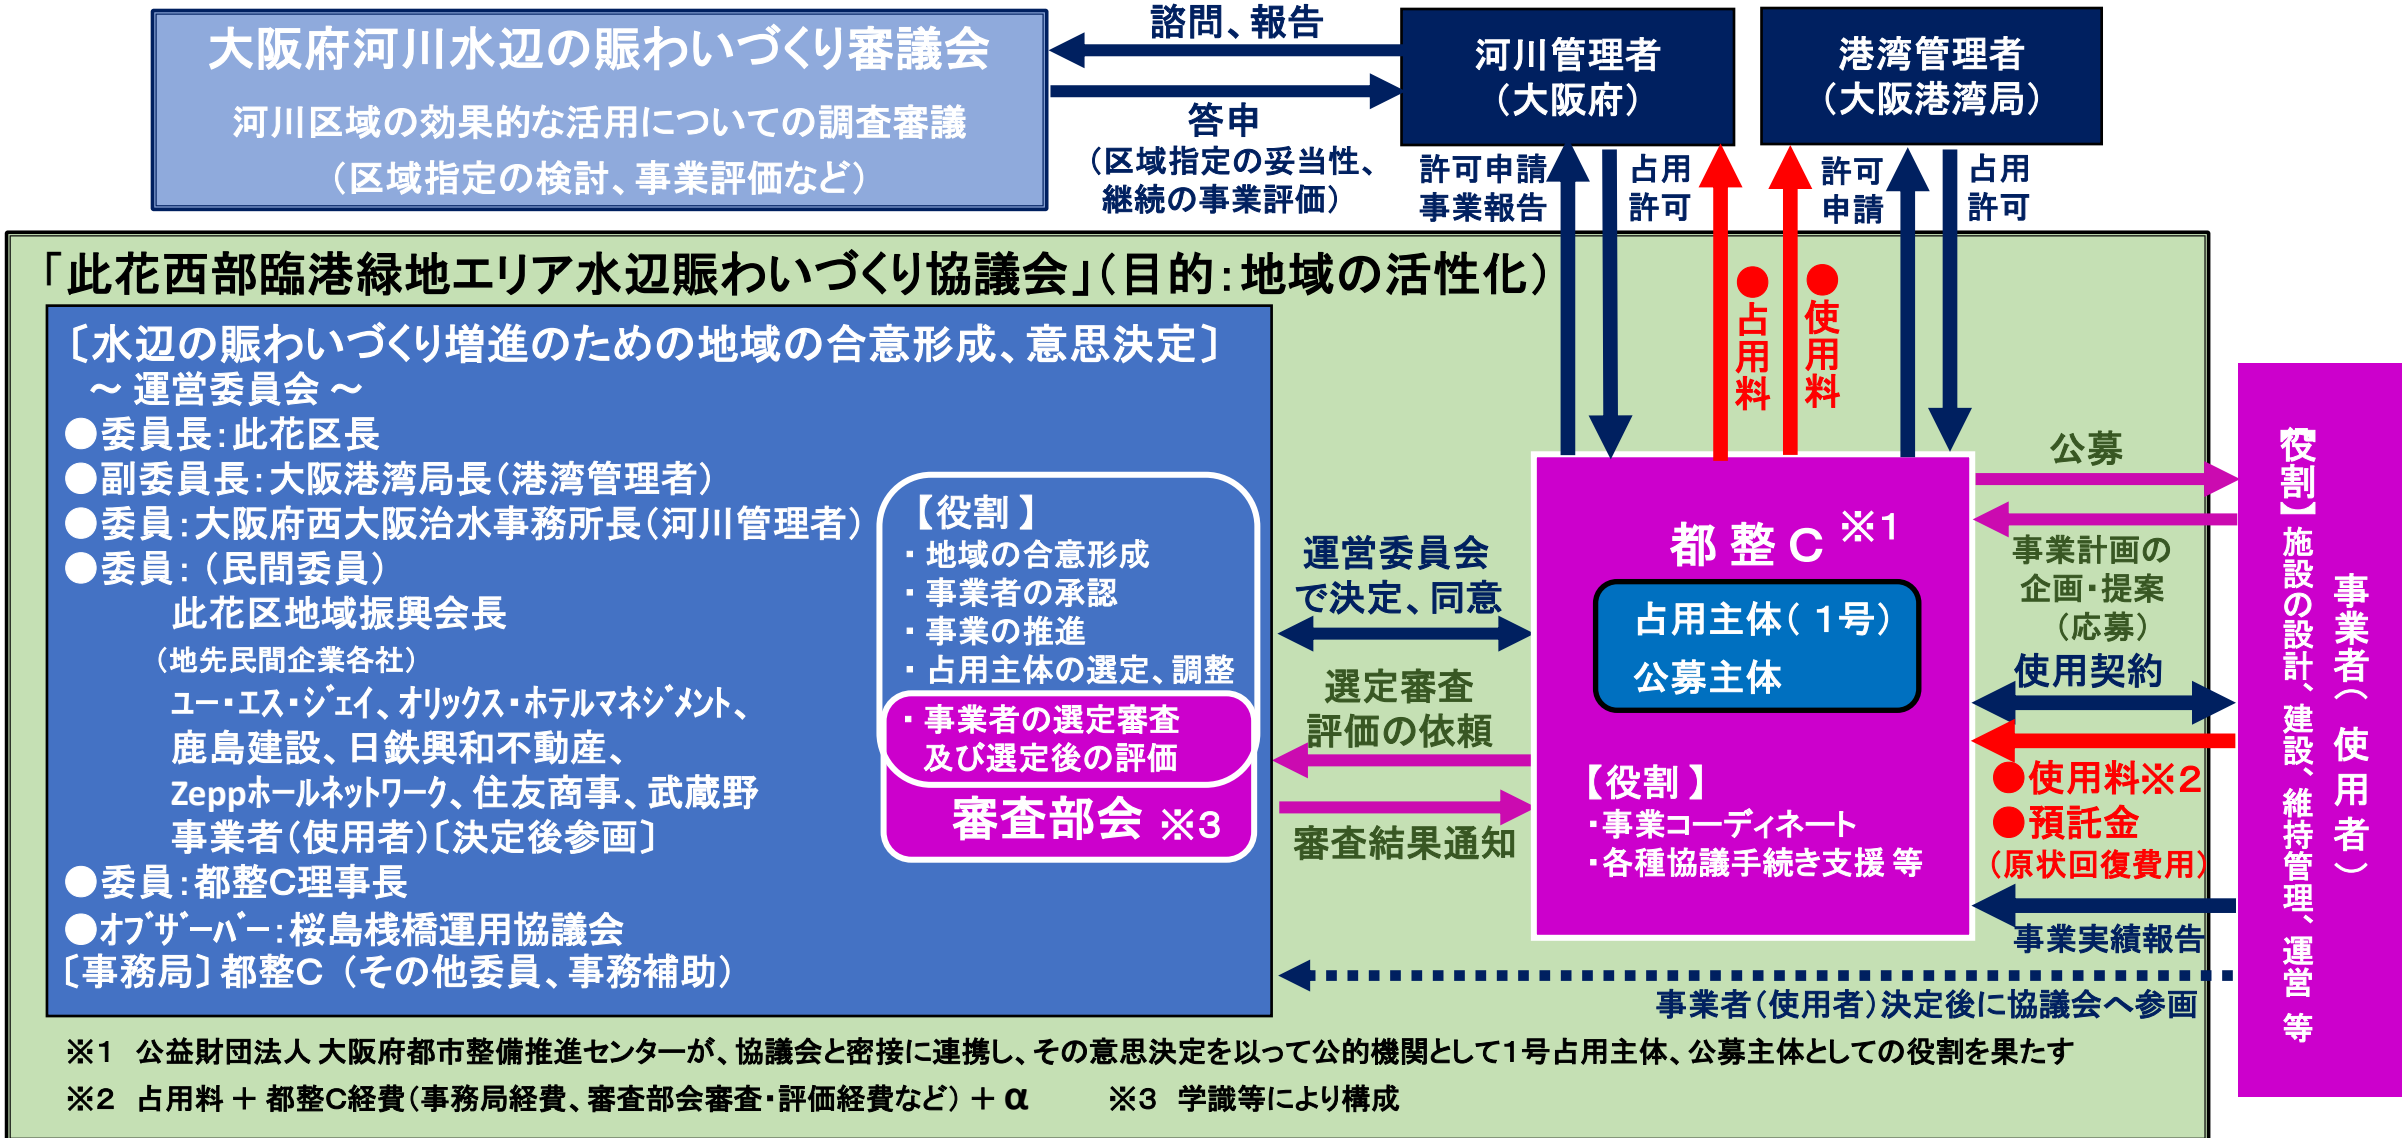 大阪府河川水辺の賑わいづくり審議会
河川区域の効果的な活用についての調査審議
（区域指定の検討、事業評価など）
諮問、報告
答申
（区域指定の妥当性、
継続の事業評価）
河川管理者
（大阪府）
港湾管理者
（大阪港湾局）
許可申請
事業報告
占用
許可
許可
申請
占用
許可
●占用料
●使用料
「此花西部臨港緑地エリア水辺賑わいづくり協議会」（目的：地域の活性化）
〔水辺の賑わいづくり増進のための地域の合意形成、意思決定〕
～ 運営委員会 ～
●委員長：此花区長
●副委員長：大阪港湾局長（港湾管理者）
●委員：大阪府西大阪治水事務所長（河川管理者）
●委員：（民間委員）
此花区地域振興会長
（地先民間企業各社）
ユー・エス・ジェイ、オリックス・ホテルマネジメント、
鹿島建設、日鉄興和不動産、
Zeppホールネットワーク、住友商事、武蔵野
事業者（使用者）〔決定後参画〕
●委員：都整C理事長
●オブザーバー：桜島桟橋運用協議会
〔事務局〕都整C（その他委員、事務補助）
【役割】
・地域の合意形成
・事業者の承認
・事業の推進
・占用主体の選定、調整
・事業者の選定審査
及び選定後の評価
審査部会 ※3
運営委員会
で決定、同意
選定審査
評価の依頼
審査結果通知
都整C ※1
占用主体（1号）
公募主体
【役割】
・事業コーディネート
・各種協議手続き支援 等
公募
事業計画の
企画・提案
（応募）
使用契約
●使用料※2
●預託金
（原状回復費用）
事業実績報告
事業者（使用者）決定後に協議会へ参画
事業者（使用者）
【役割】施設の設計、建設、維持管理、運営 等
※1 公益財団法人 大阪府都市整備推進センターが、協議会と密接に連携し、その意思決定を以って公的機関として1号占用主体、公募主体としての役割を果たす
※2 占用料 ＋ 都整C経費（事務局経費、審査部会審査・評価経費など）＋ α ※3 学識等により構成